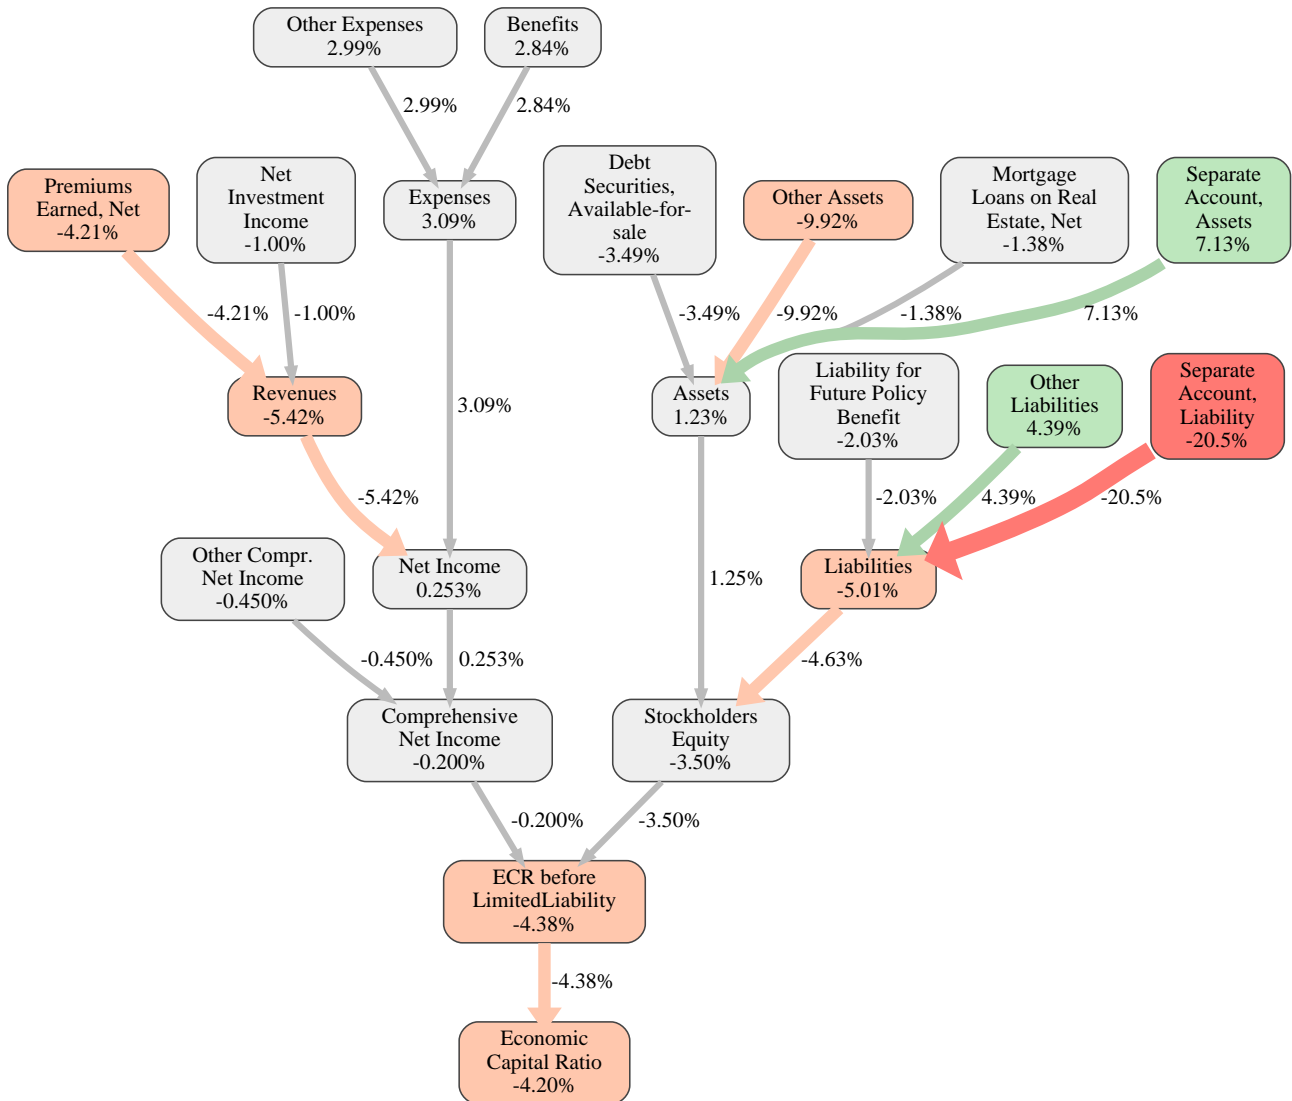 Other Expenses
2.99%
Benefits
2.84%
2.99%
2.84%
Premiums
Earned, Net
-4.21%
Net
Investment
Income
-1.00%
Expenses
3.09%
Debt
Securities,
Available-for-
sale
-3.49%
Other Assets
-9.92%
Mortgage
Loans on Real
Estate, Net
-1.38%
Separate
Account,
Assets
7.13%
-4.21%
-1.00%
-3.49%
-9.92%
-1.38%
7.13%
Revenues
-5.42%
3.09%
Assets
1.23%
Liability for
Future Policy
Benefit
-2.03%
Other
Liabilities
4.39%
Separate
Account,
Liability
-20.5%
-5.42%
-2.03%
4.39%
-20.5%
Other Compr.
Net Income
-0.450%
Net Income
0.253%
1.25%
Liabilities
-5.01%
-0.450%
0.253%
-4.63%
Comprehensive
Net Income
-0.200%
Stockholders
Equity
-3.50%
-0.200%
-3.50%
ECR before
LimitedLiability
-4.38%
-4.38%
Economic
Capital Ratio
-4.20%